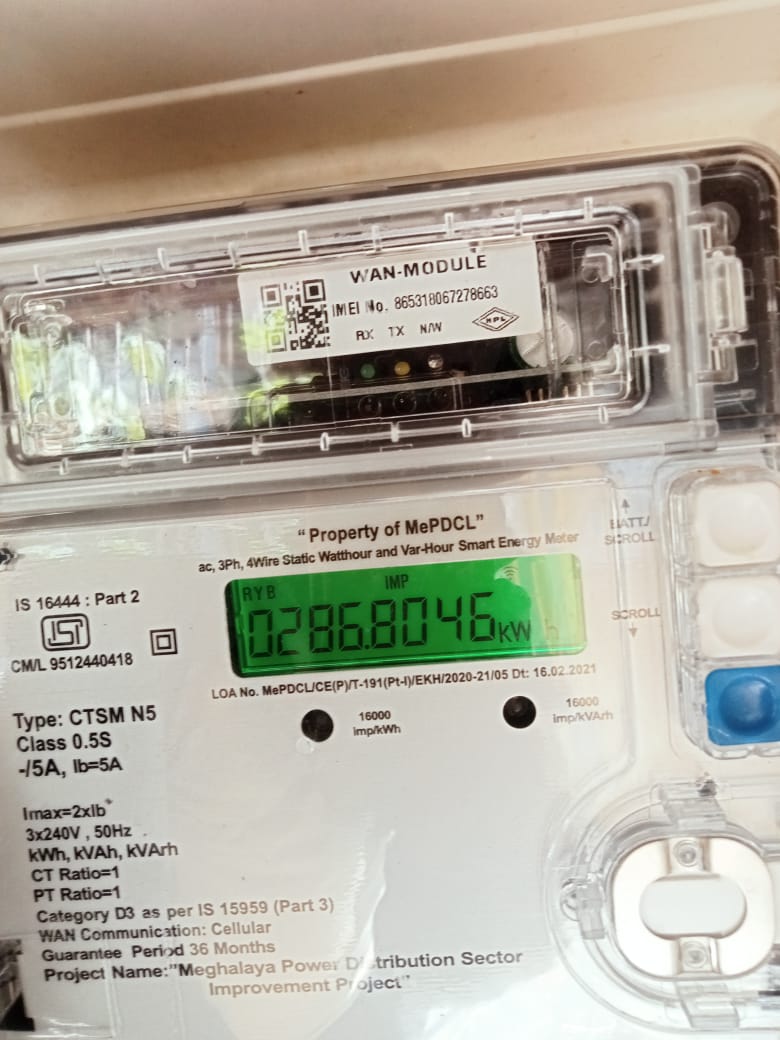 WAN-MODULE
IMEI No. 865318067278663
RX TX N/W
HPL
"Property of MePDCL"
ac, 3Ph, 4Wire Static Watthour and Var-Hour Smart Energy Meter
BATT/
SCROLL
IS 16444 : Part 2
ISI
CM/L 9512440418
RYB IMP
0286.8046 kWh
SCROLL
LOA No. MePDCL/CE(P)/T-191(Pt-I)/EKH/2020-21/05 Dt: 16.02.2021
16000
imp/kWh
16000
imp/kVArh
Type: CTSM N5
Class 0.5S
-/5A, Ib=5A
Imax=2xIb
3x240V , 50Hz
kWh, kVAh, kVArh
CT Ratio=1
PT Ratio=1
Category D3 as per IS 15959 (Part 3)
WAN Communication: Cellular
Guarantee Period 36 Months
Project Name:"Meghalaya Power Distribution Sector
Improvement Project"